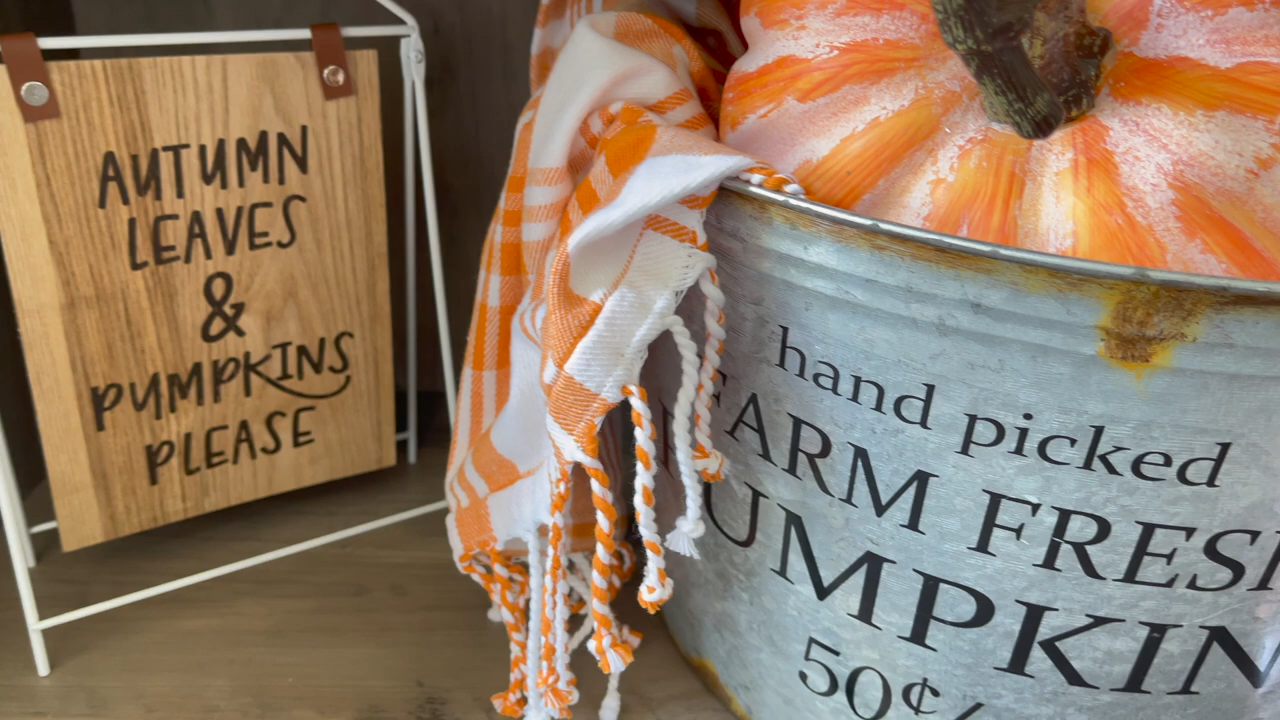 AUTUMN
LEAVES
&
PUMPKINS
PLEASE
hand picked
FARM FRES
UMPKIN
50¢/